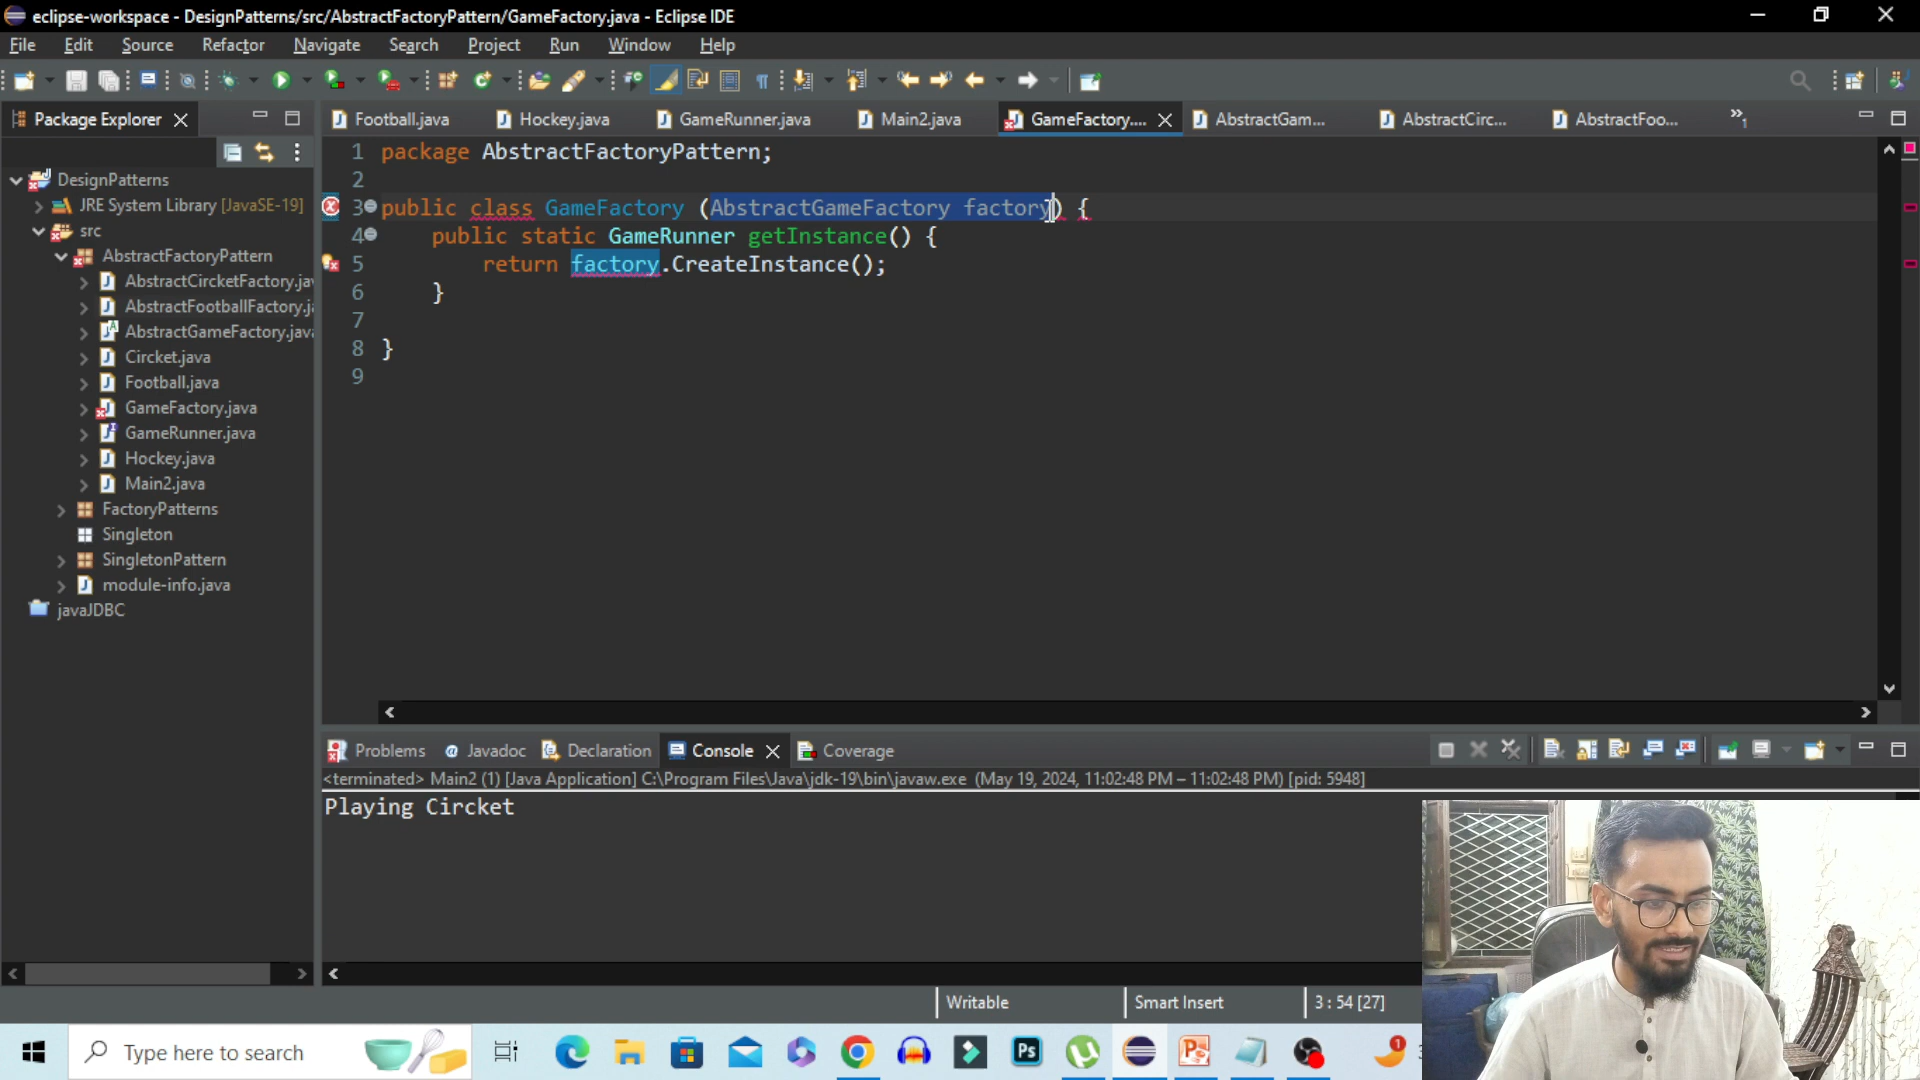 eclipse-workspace - DesignPatterns/src/AbstractFactoryPattern/GameFactory.java - Eclipse IDE
File Edit Source Refactor Navigate Search Project Run Window Help
Package Explorer
Football.java Hockey.java GameRunner.java Main2.java GameFactory.... AbstractGam... AbstractCirc... AbstractFoo... »1
DesignPatterns
JRE System Library [JavaSE-19]
src
AbstractFactoryPattern
AbstractCircketFactory.jav
AbstractFootballFactory.j
AbstractGameFactory.jav
Circket.java
Football.java
GameFactory.java
GameRunner.java
Hockey.java
Main2.java
FactoryPatterns
Singleton
SingletonPattern
module-info.java
javaJDBC
1 package AbstractFactoryPattern;
2
3 public class GameFactory (AbstractGameFactory factory) {
4 public static GameRunner getInstance() {
5 return factory.CreateInstance();
6 }
7
8 }
9
Problems Javadoc Declaration Console Coverage
<terminated> Main2 (1) [Java Application] C:\Program Files\Java\jdk-19\bin\javaw.exe (May 19, 2024, 11:02:48 PM – 11:02:48 PM) [pid: 5948]
Playing Circket
Writable Smart Insert 3 : 54 [27]
Type here to search
Ps
1